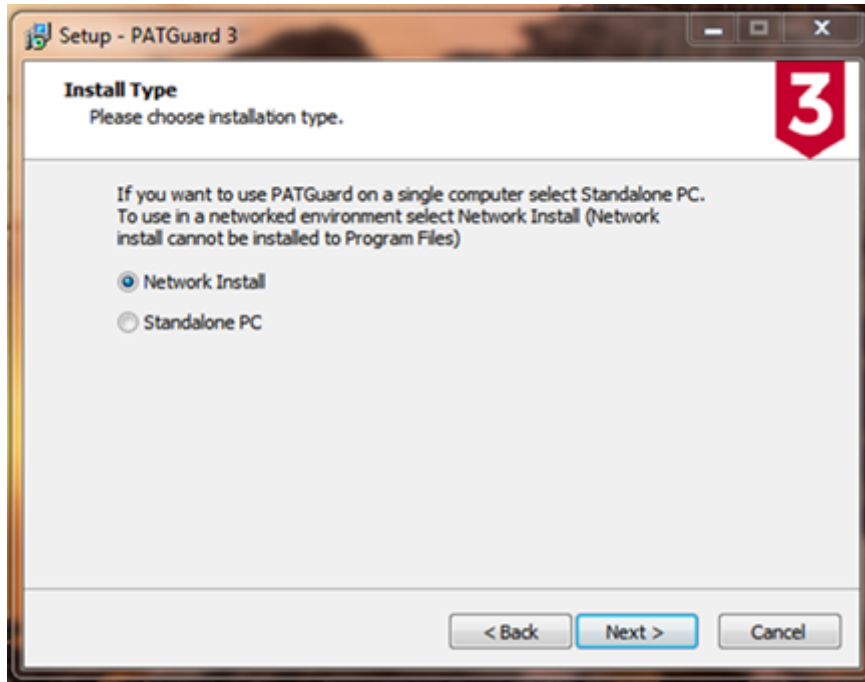 Setup - PATGuard 3
Install Type
Please choose installation type.
3
If you want to use PATGuard on a single computer select Standalone PC.
To use in a networked environment select Network Install (Network
install cannot be installed to Program Files)
Network Install
Standalone PC
< Back Next > Cancel